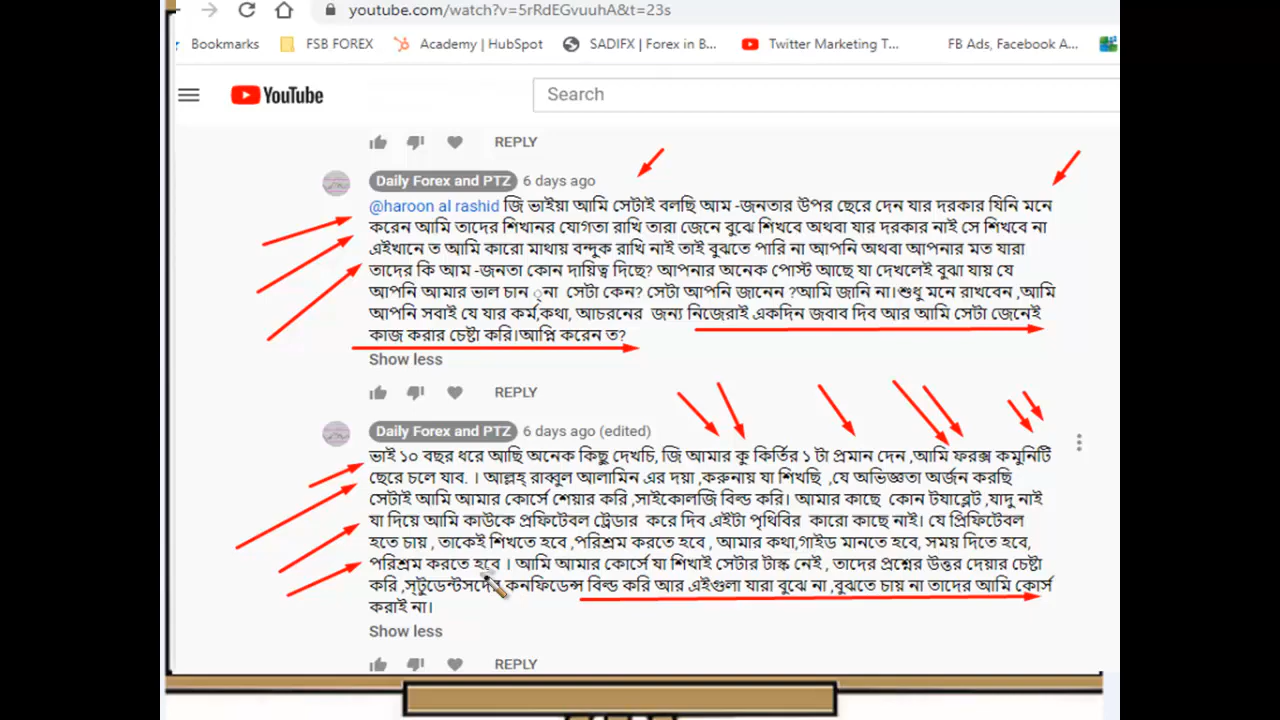 youtube.com/watch?v=5rRdEGvuuhA&t=23s
Bookmarks FSB FOREX Academy | HubSpot SADIFX | Forex in B... Twitter Marketing T... FB Ads, Facebook A...
YouTube
Search
REPLY
Daily Forex and PTZ 6 days ago
@haroon al rashid জি ভাইয়া আমি সেটাই বলছি আম -জনতার উপর ছেরে দেন যার দরকার যিনি মনে
করেন আমি তাদের শিখানর যোগতা রাখি তারা জেনে বুঝে শিখবে অথবা যার দরকার নাই সে শিখবে না
এইখানে ত আমি কারো মাথায় বন্দুক রাখি নাই তাই বুঝতে পারি না আপনি অথবা আপনার মত যারা
তাদের কি আম -জনতা কোন দায়িত্ব দিছে? আপনার অনেক পোস্ট আছে যা দেখলেই বুঝা যায় যে
আপনি আমার ভাল চান ্না সেটা কেন? সেটা আপনি জানেন ?আমি জানি না।শুধু মনে রাখবেন ,আমি
আপনি সবাই যে যার কর্ম,কথা, আচরনের জন্য নিজেরাই একদিন জবাব দিব আর আমি সেটা জেনেই
কাজ করার চেষ্টা করি।আপ্নি করেন ত?
Show less
REPLY
Daily Forex and PTZ 6 days ago (edited)
ভাই ১০ বছর ধরে আছি অনেক কিছু দেখচি, জি আমার কু কির্তির ১ টা প্রমান দেন ,আমি ফরক্স কমুনিটি
ছেরে চলে যাব. । আল্লহ্ রাব্বুল আলামিন এর দয়া ,করুনায় যা শিখছি ,যে অভিজ্ঞতা অর্জন করছি
সেটাই আমি আমার কোর্সে শেয়ার করি ,সাইকোলজি বিল্ড করি। আমার কাছে কোন টযাব্লেট ,যাদু নাই
যা দিয়ে আমি কাউকে প্রফিটেবল ট্রেডার করে দিব এইটা পৃথিবির কারো কাছে নাই। যে প্রিফিটেবল
হতে চায় , তাকেই শিখতে হবে ,পরিশ্রম করতে হবে , আমার কথা,গাইড মানতে হবে, সময় দিতে হবে,
পরিশ্রম করতে হবে । আমি আমার কোর্সে যা শিখাই সেটার টাস্ক নেই , তাদের প্রশ্নের উত্তর দেয়ার চেষ্টা
করি ,স্টুডেন্টসদের কনফিডেন্স বিল্ড করি আর এইগুলা যারা বুঝে না ,বুঝতে চায় না তাদের আমি কোর্স
করাই না।
Show less
REPLY